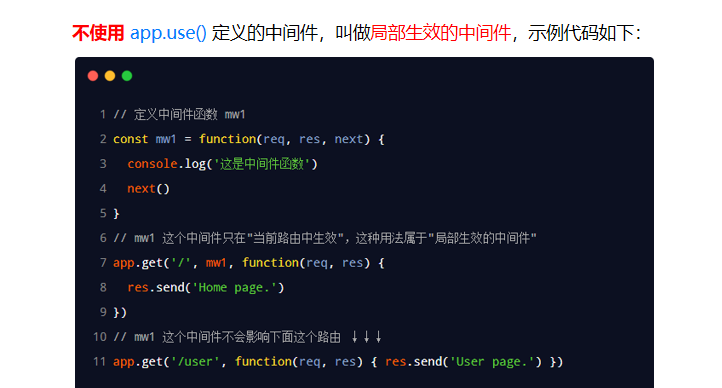 不使用 app.use() 定义的中间件，叫做局部生效的中间件，示例代码如下：
1 // 定义中间件函数 mw1
2 const mw1 = function(req, res, next) {
3   console.log('这是中间件函数')
4   next()
5 }
6 // mw1 这个中间件只在"当前路由中生效"，这种用法属于"局部生效的中间件"
7 app.get('/', mw1, function(req, res) {
8   res.send('Home page.')
9 })
10 // mw1 这个中间件不会影响下面这个路由 ↓↓↓
11 app.get('/user', function(req, res) { res.send('User page.') })